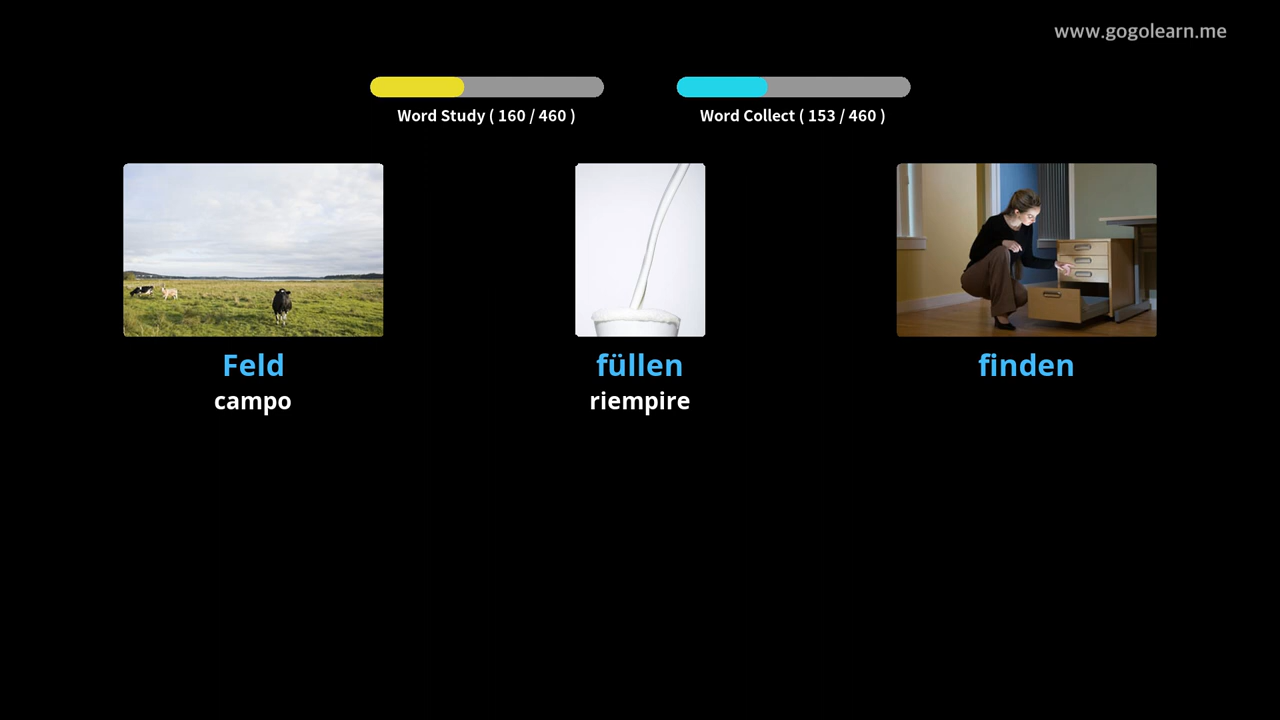 www.gogolearn.me
Word Study ( 160 / 460 )
Word Collect ( 153 / 460 )
Feld
campo
füllen
riempire
finden